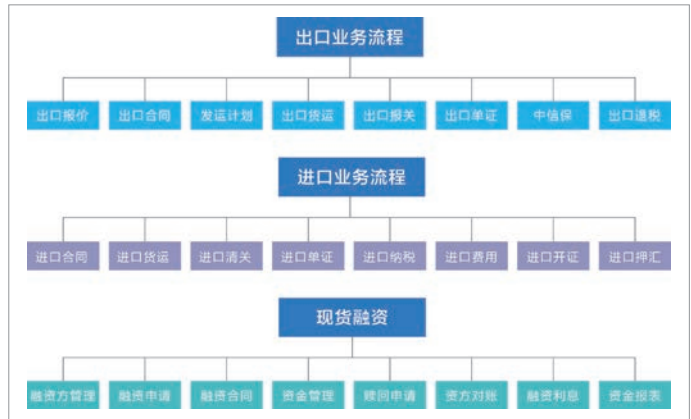 出口业务流程
出口报价 出口合同 发运计划 出口货运 出口报关 出口单证 中信保 出口退税
进口业务流程
进口合同 进口货运 进口清关 进口单证 进口纳税 进口费用 进口开证 进口押汇
现货融资
融资方管理 融资申请 融资合同 资金管理 赎回申请 资方对账 融资利息 资金报表